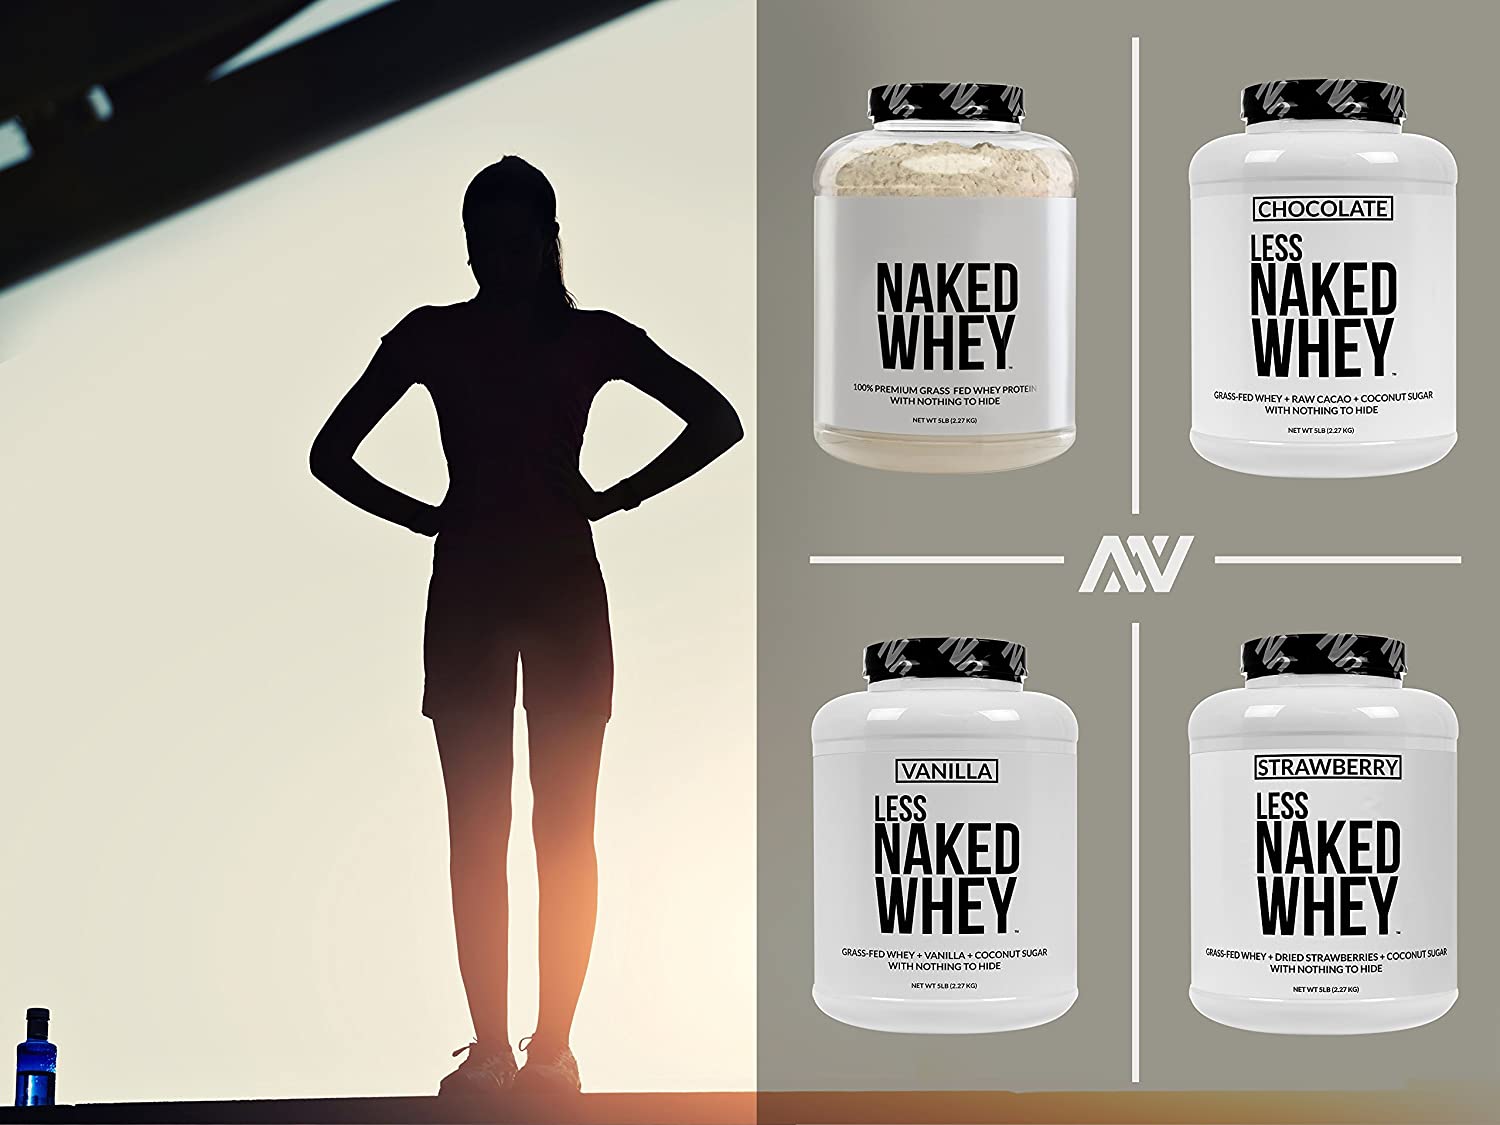 NAKED
WHEY™
100% PREMIUM GRASS FED WHEY PROTEIN
WITH NOTHING TO HIDE
NET WT 5LB (2.27 KG)
CHOCOLATE
LESS
NAKED
WHEY™
GRASS-FED WHEY + RAW CACAO + COCONUT SUGAR
WITH NOTHING TO HIDE
NET WT 5LB (2.27 KG)
VANILLA
LESS
NAKED
WHEY™
GRASS-FED WHEY + VANILLA + COCONUT SUGAR
WITH NOTHING TO HIDE
NET WT 5LB (2.27 KG)
STRAWBERRY
LESS
NAKED
WHEY™
GRASS-FED WHEY + DRIED STRAWBERRIES + COCONUT SUGAR
WITH NOTHING TO HIDE
NET WT 5LB (2.27 KG)